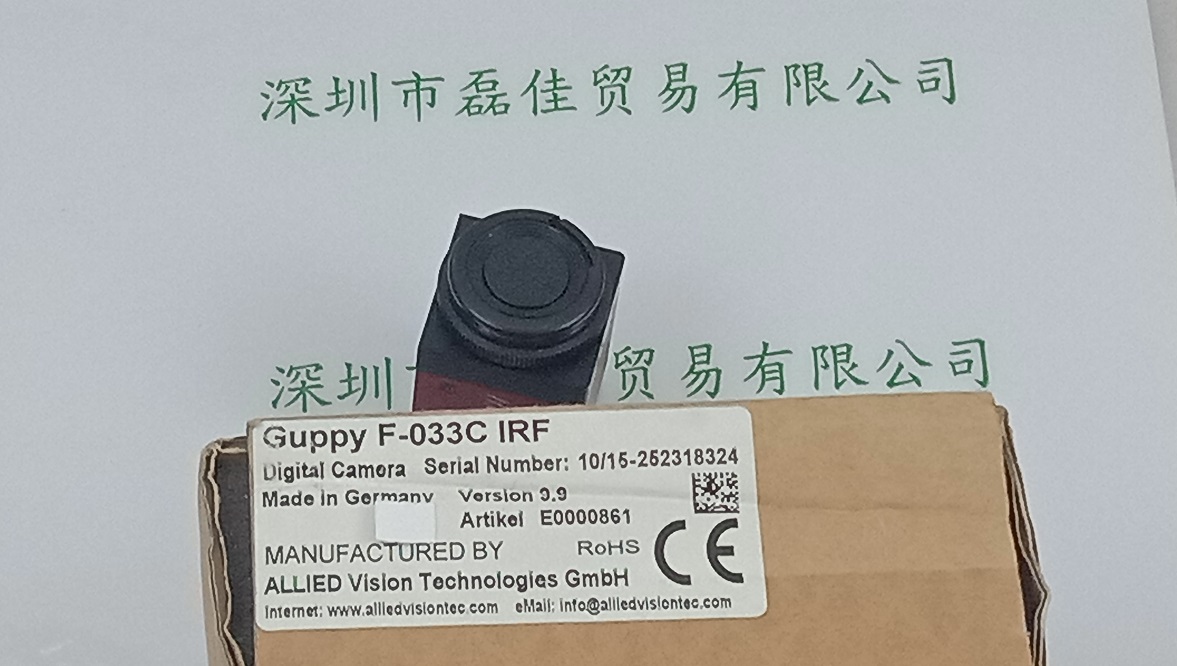 深圳市磊佳贸易有限公司
深圳 贸易有限公司
Guppy F-033C IRF
Digital Camera Serial Number: 10/15-252318324
Made in Germany Version 9.9
Artikel E0000861
MANUFACTURED BY RoHS CE
ALLIED Vision Technologies GmbH
Internet: www.alliedvisiontec.com eMail: info@alliedvisiontec.com